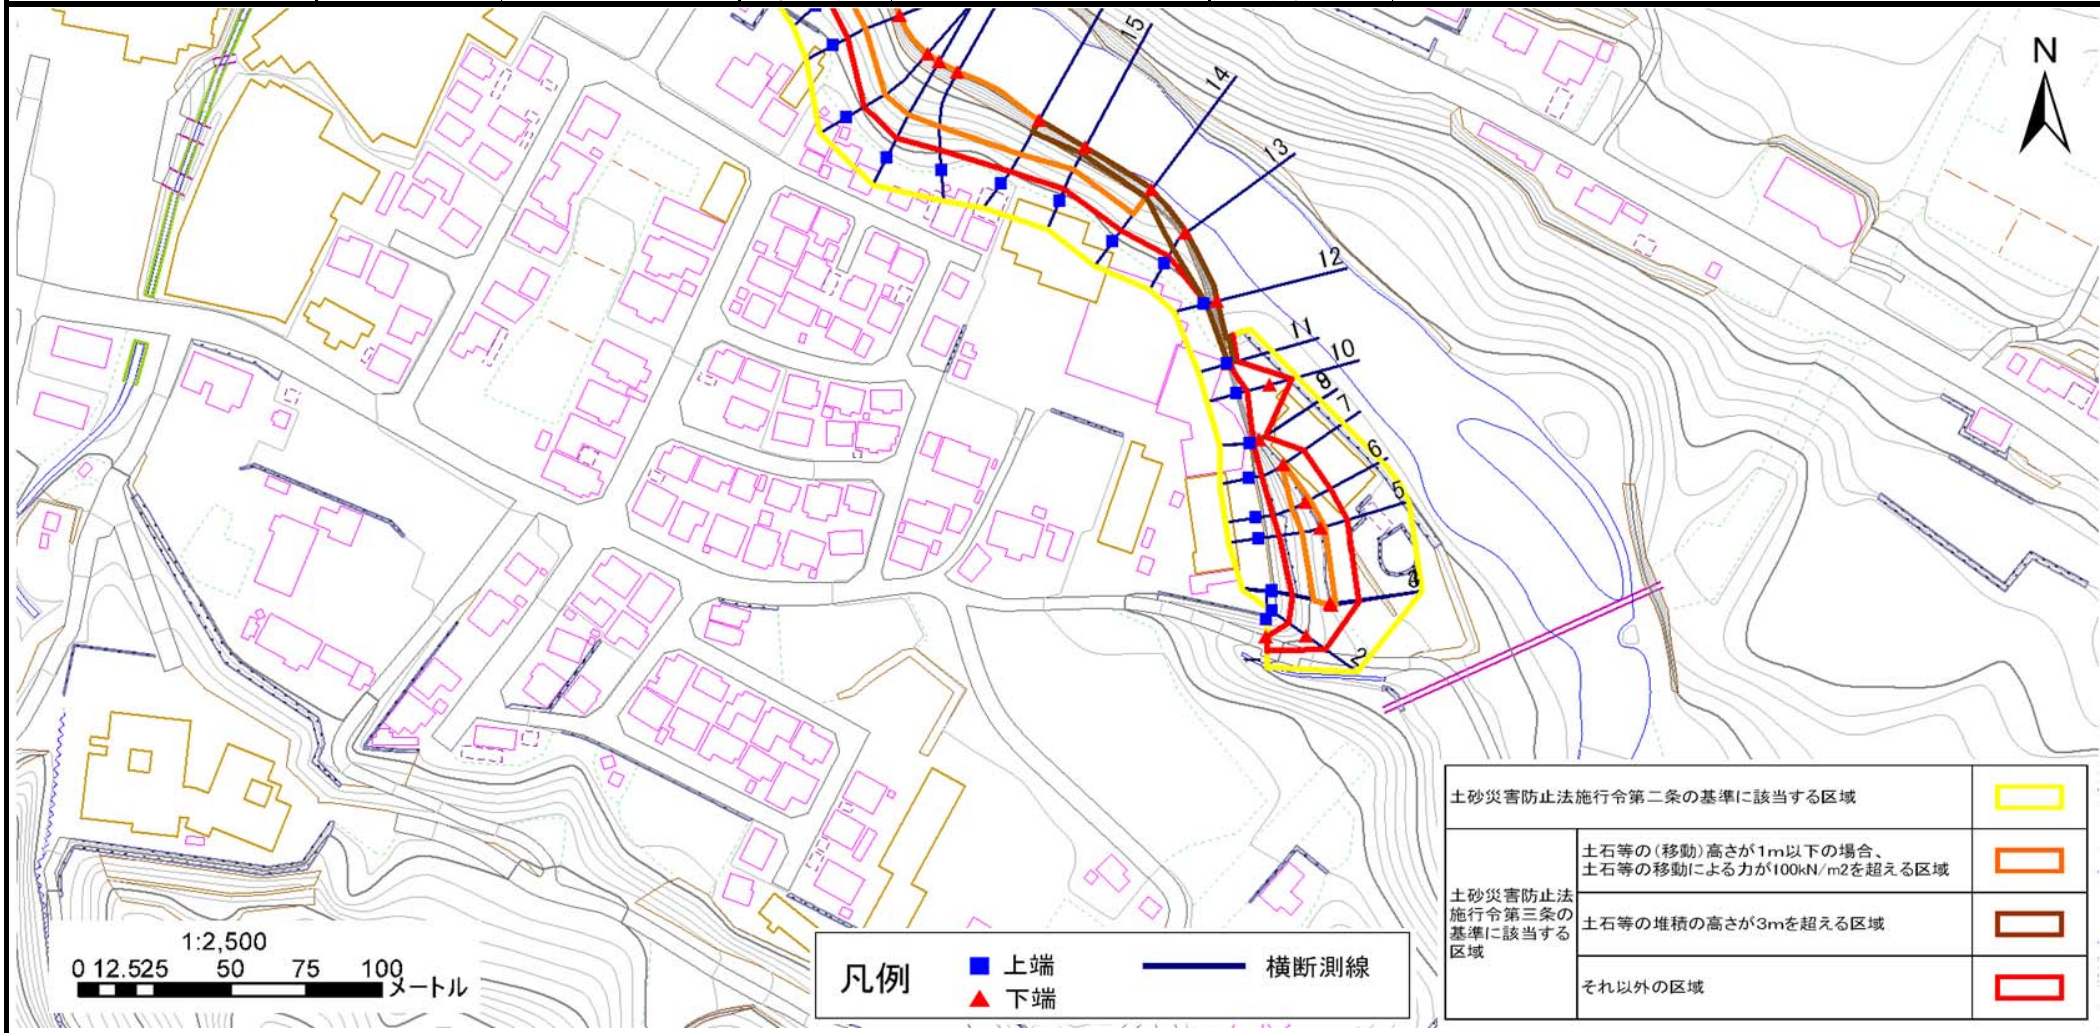 N
15
14
13
12
11
10
9
8
7
6
5
4
3
2
土砂災害防止法施行令第二条の基準に該当する区域
土砂災害防止法
施行令第三条の
基準に該当する
区域
土石等の(移動)高さが1m以下の場合、
土石等の移動による力が100kN/m2を超える区域
土石等の堆積の高さが3mを超える区域
それ以外の区域
1:2,500
0 12.525 50 75 100
メートル
凡例
上端
下端
横断測線